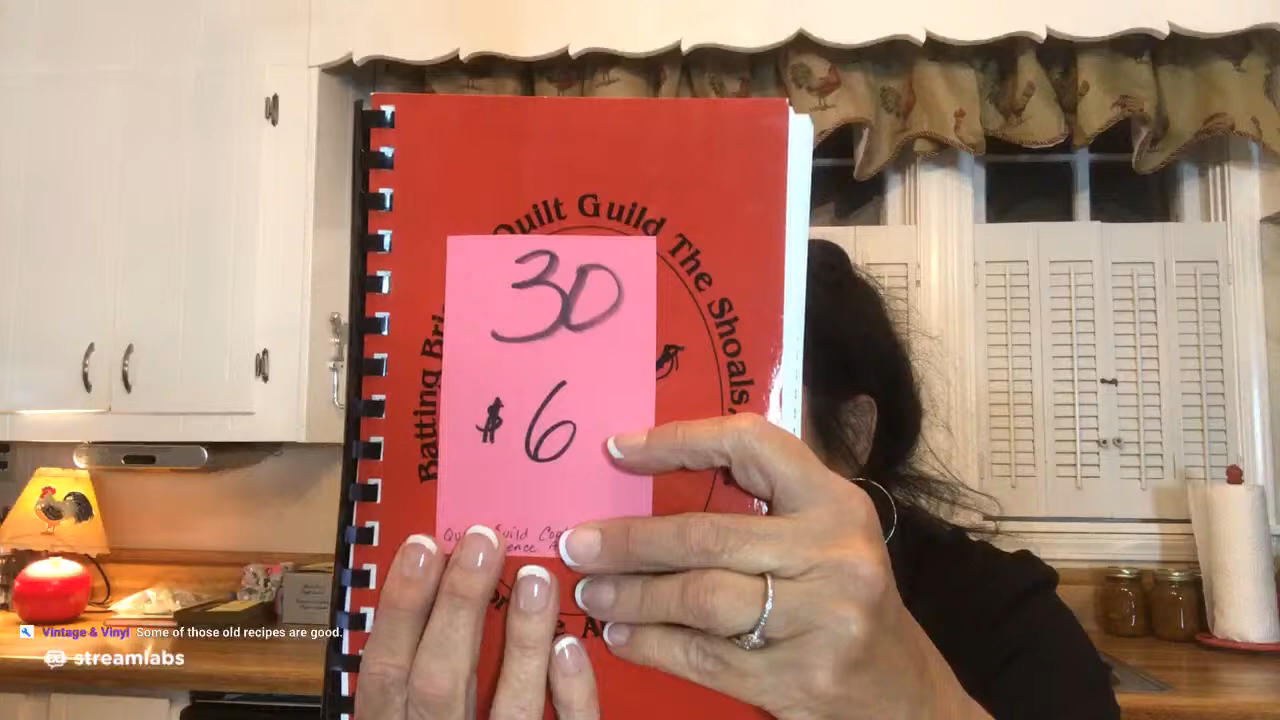 Quilt Guild The Shoals,
Batting
30
$6
Vintage & Vinyl Some of those old recipes are good.
streamlabs